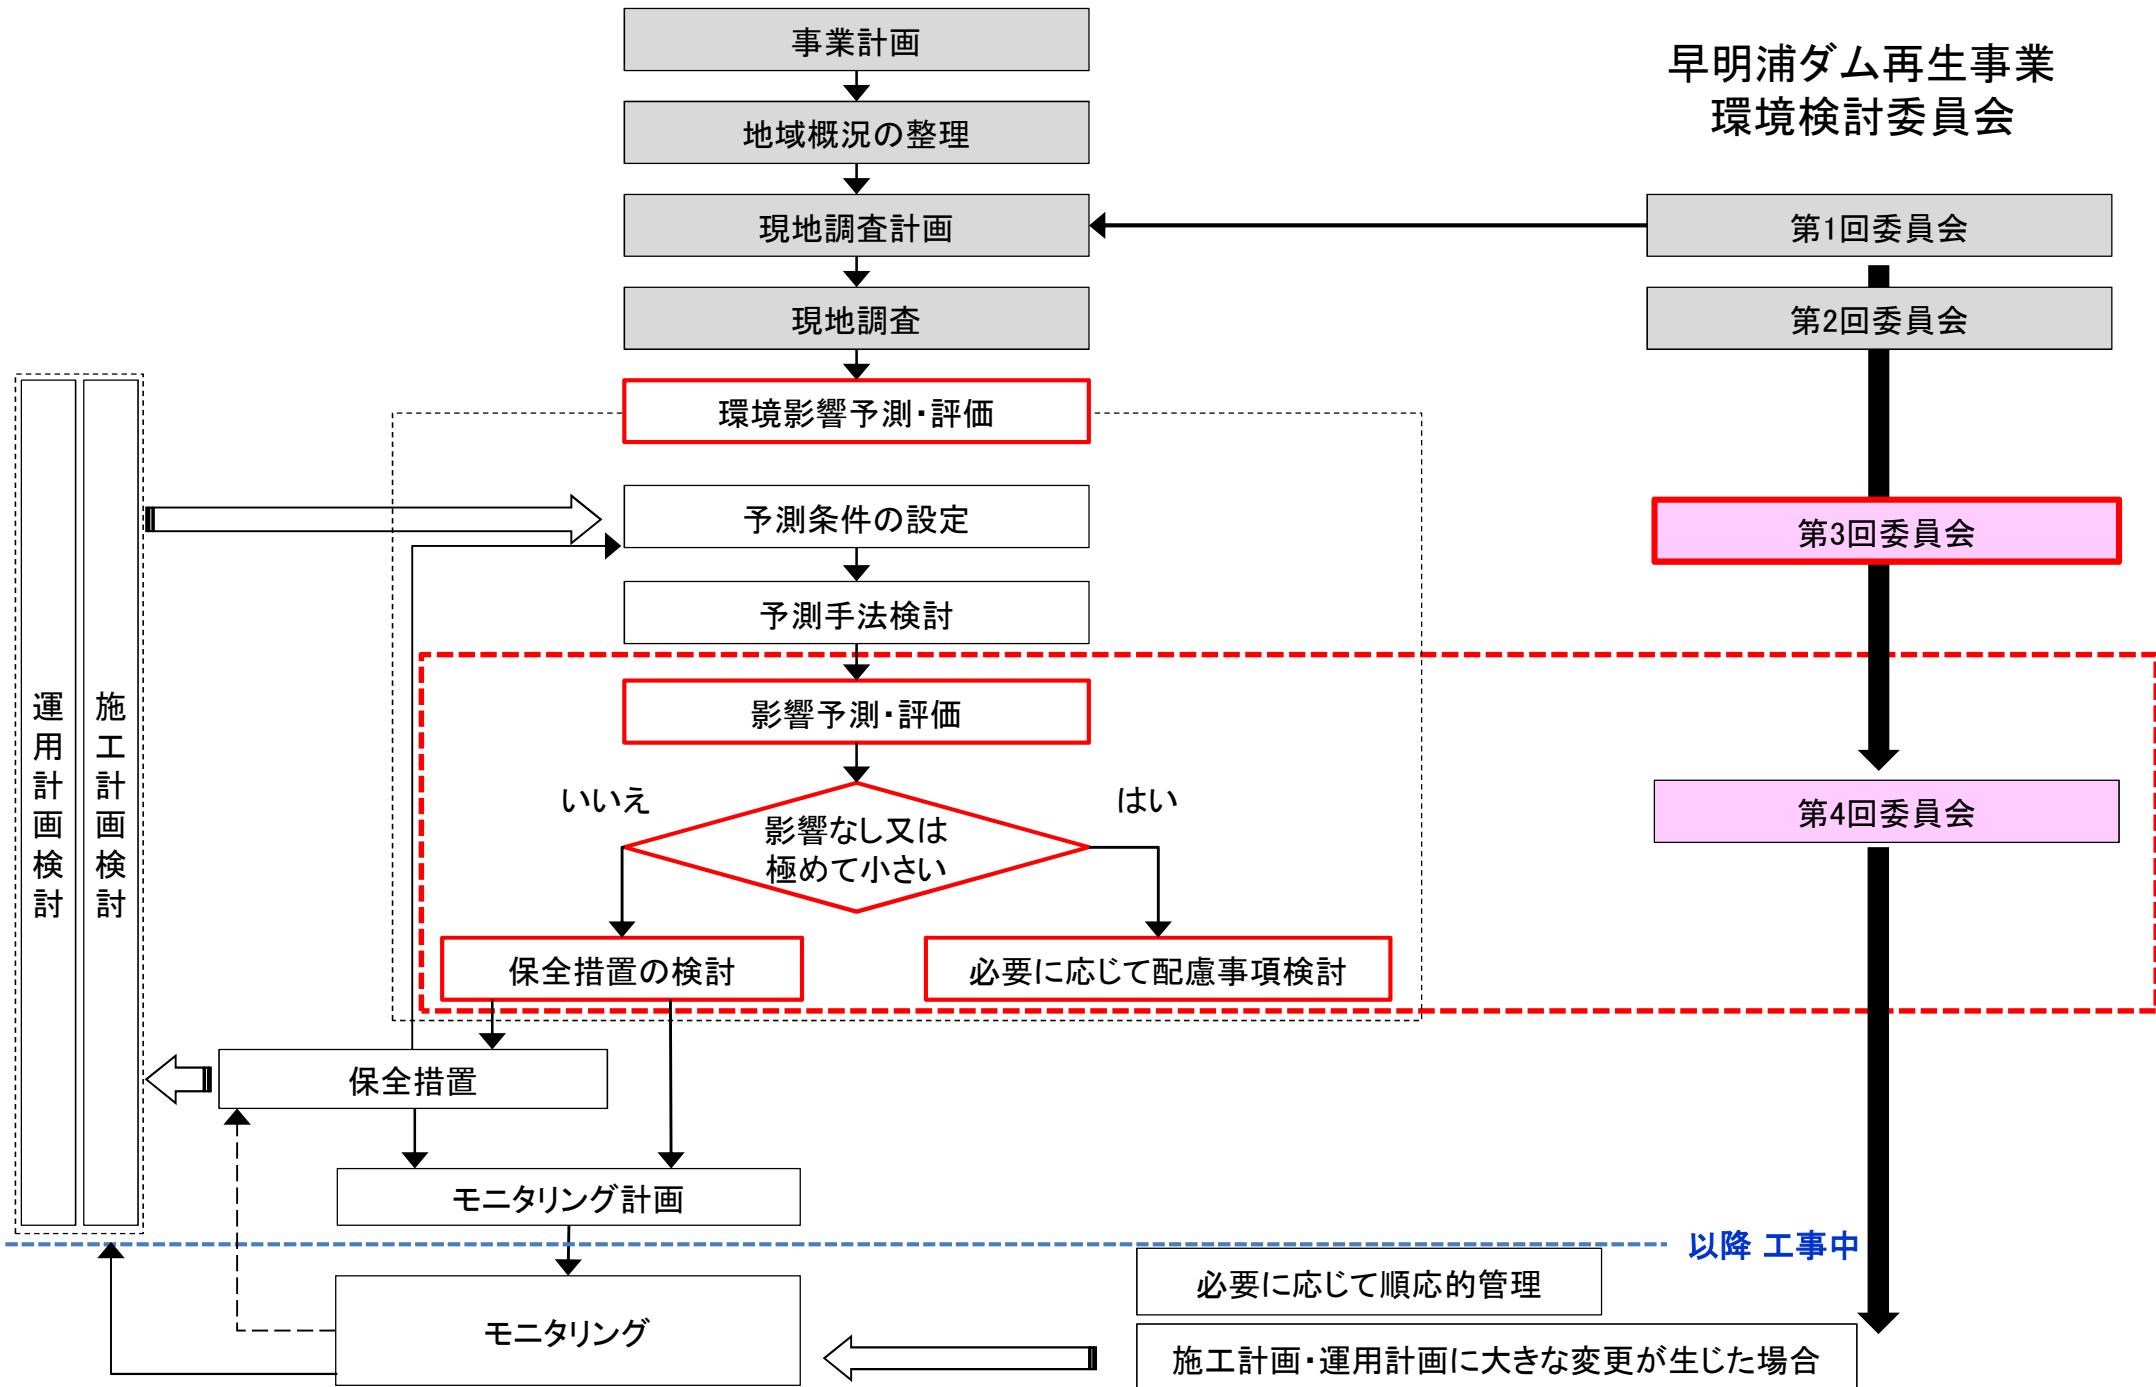 事業計画
早明浦ダム再生事業
環境検討委員会
地域概況の整理
現地調査計画
第1回委員会
現地調査
第2回委員会
環境影響予測・評価
予測条件の設定
第3回委員会
予測手法検討
運用計画検討
施工計画検討
影響予測・評価
いいえ
はい
影響なし又は
極めて小さい
第4回委員会
保全措置の検討
必要に応じて配慮事項検討
保全措置
モニタリング計画
以降 工事中
必要に応じて順応的管理
モニタリング
施工計画・運用計画に大きな変更が生じた場合